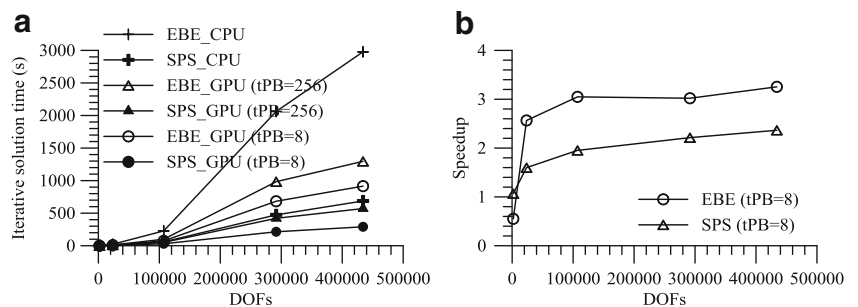 a
EBE_CPU
SPS_CPU
EBE_GPU (tPB=256)
SPS_GPU (tPB=256)
EBE_GPU (tPB=8)
SPS_GPU (tPB=8)
Iterative solution time (s)
3000
2500
2000
1500
1000
500
0
0 100000 200000 300000 400000 500000
DOFs
b
Speedup
4
3
2
1
0
EBE (tPB=8)
SPS (tPB=8)
0 100000 200000 300000 400000 500000
DOFs